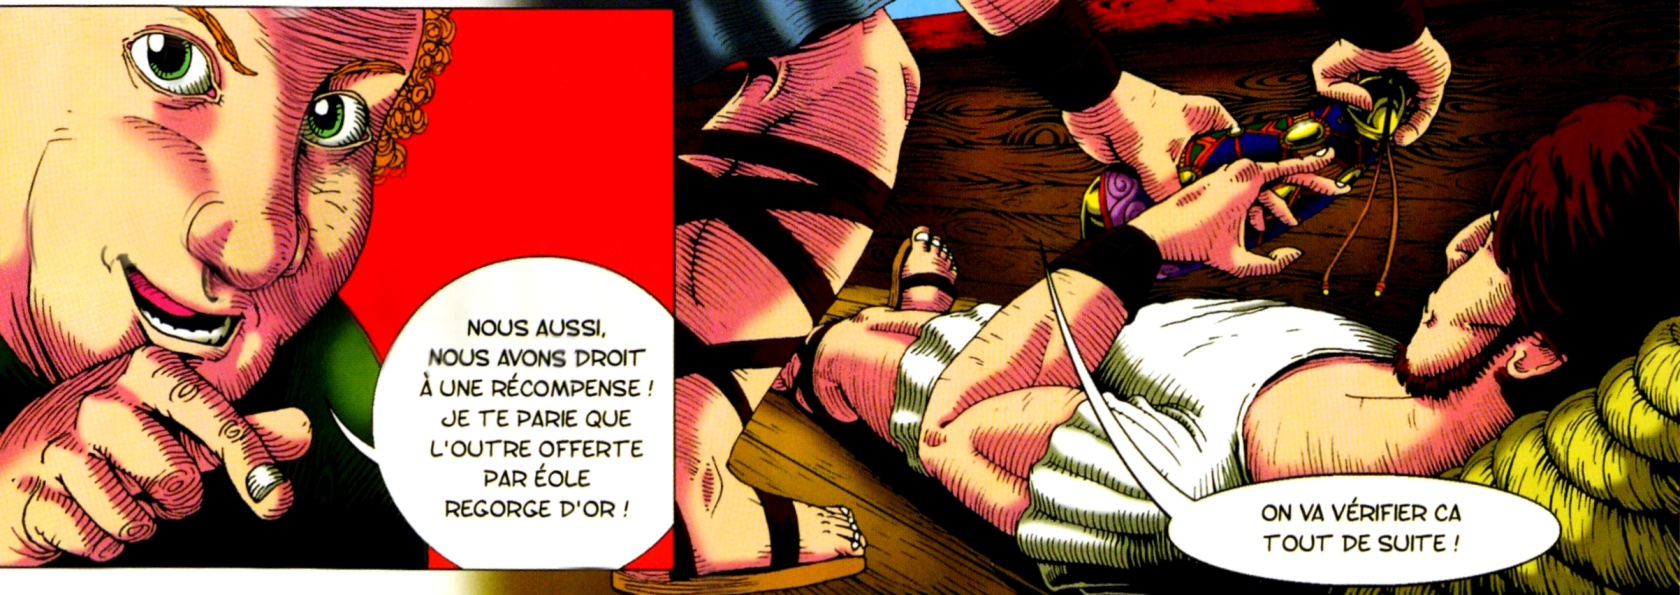 NOUS AUSSI,
NOUS AVONS DROIT
À UNE RÉCOMPENSE !
JE TE PARIE QUE
L'OUTRE OFFERTE
PAR ÉOLE
REGORGE D'OR !
ON VA VÉRIFIER CA
TOUT DE SUITE !